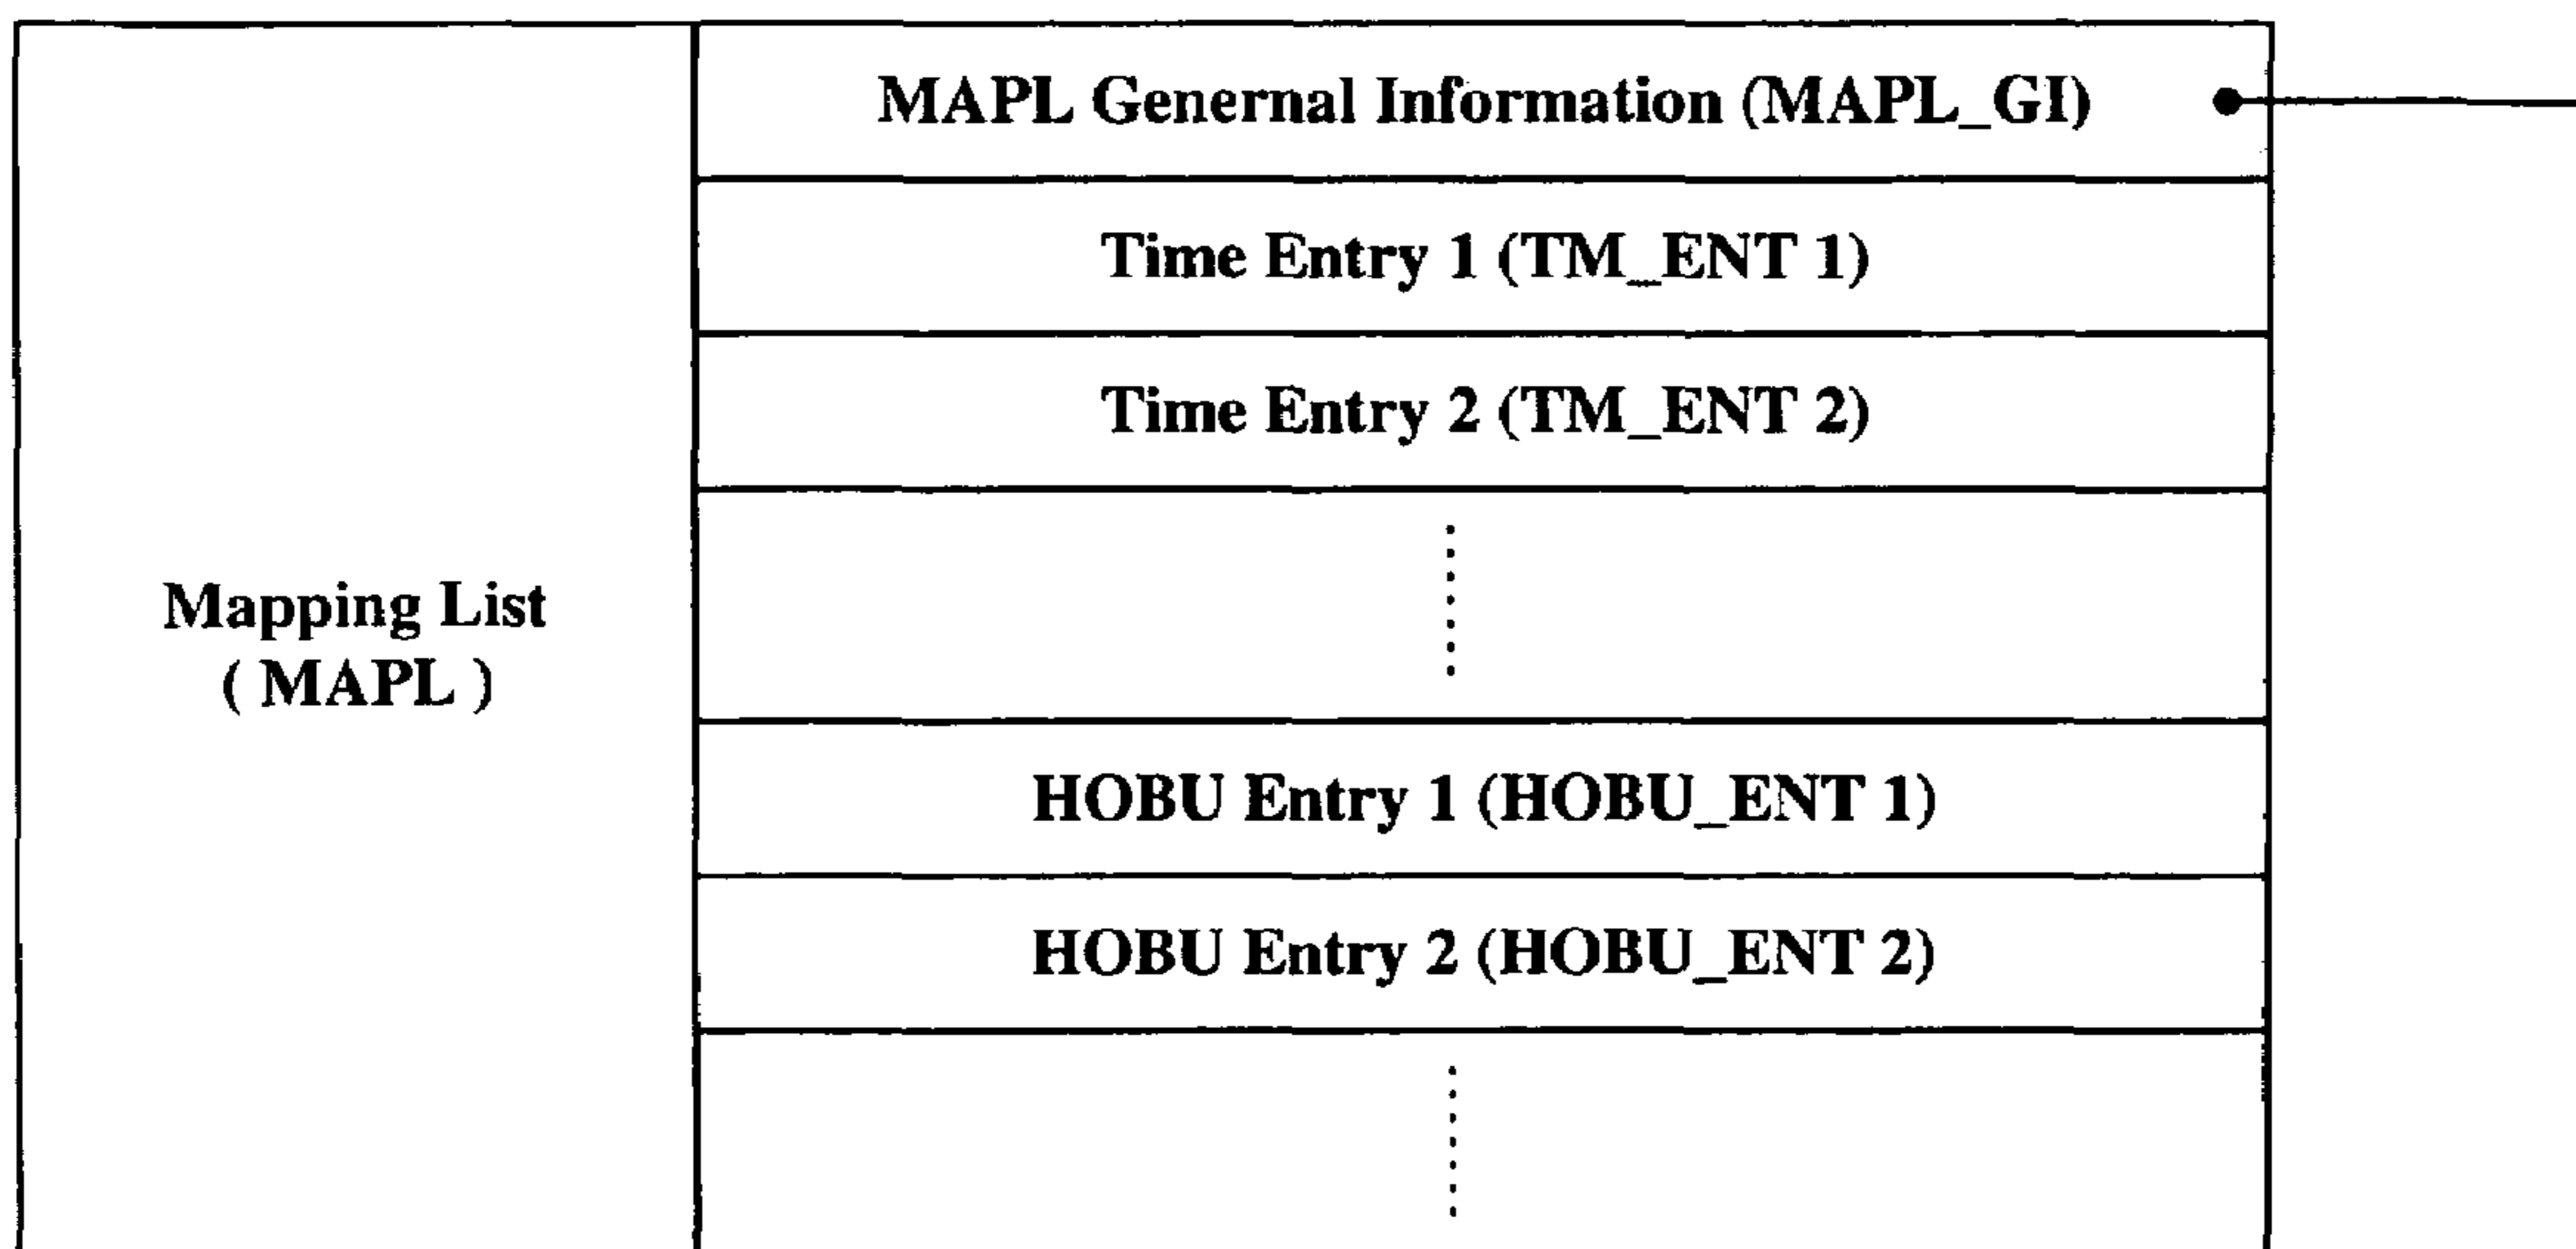 MAPL Genernal Information (MAPL_GI)
Time Entry 1 (TM_ENT 1)
Time Entry 2 (TM_ENT 2)
Mapping List
( MAPL )
HOBU Entry 1 (HOBU_ENT 1)
HOBU Entry 2 (HOBU_ENT 2)